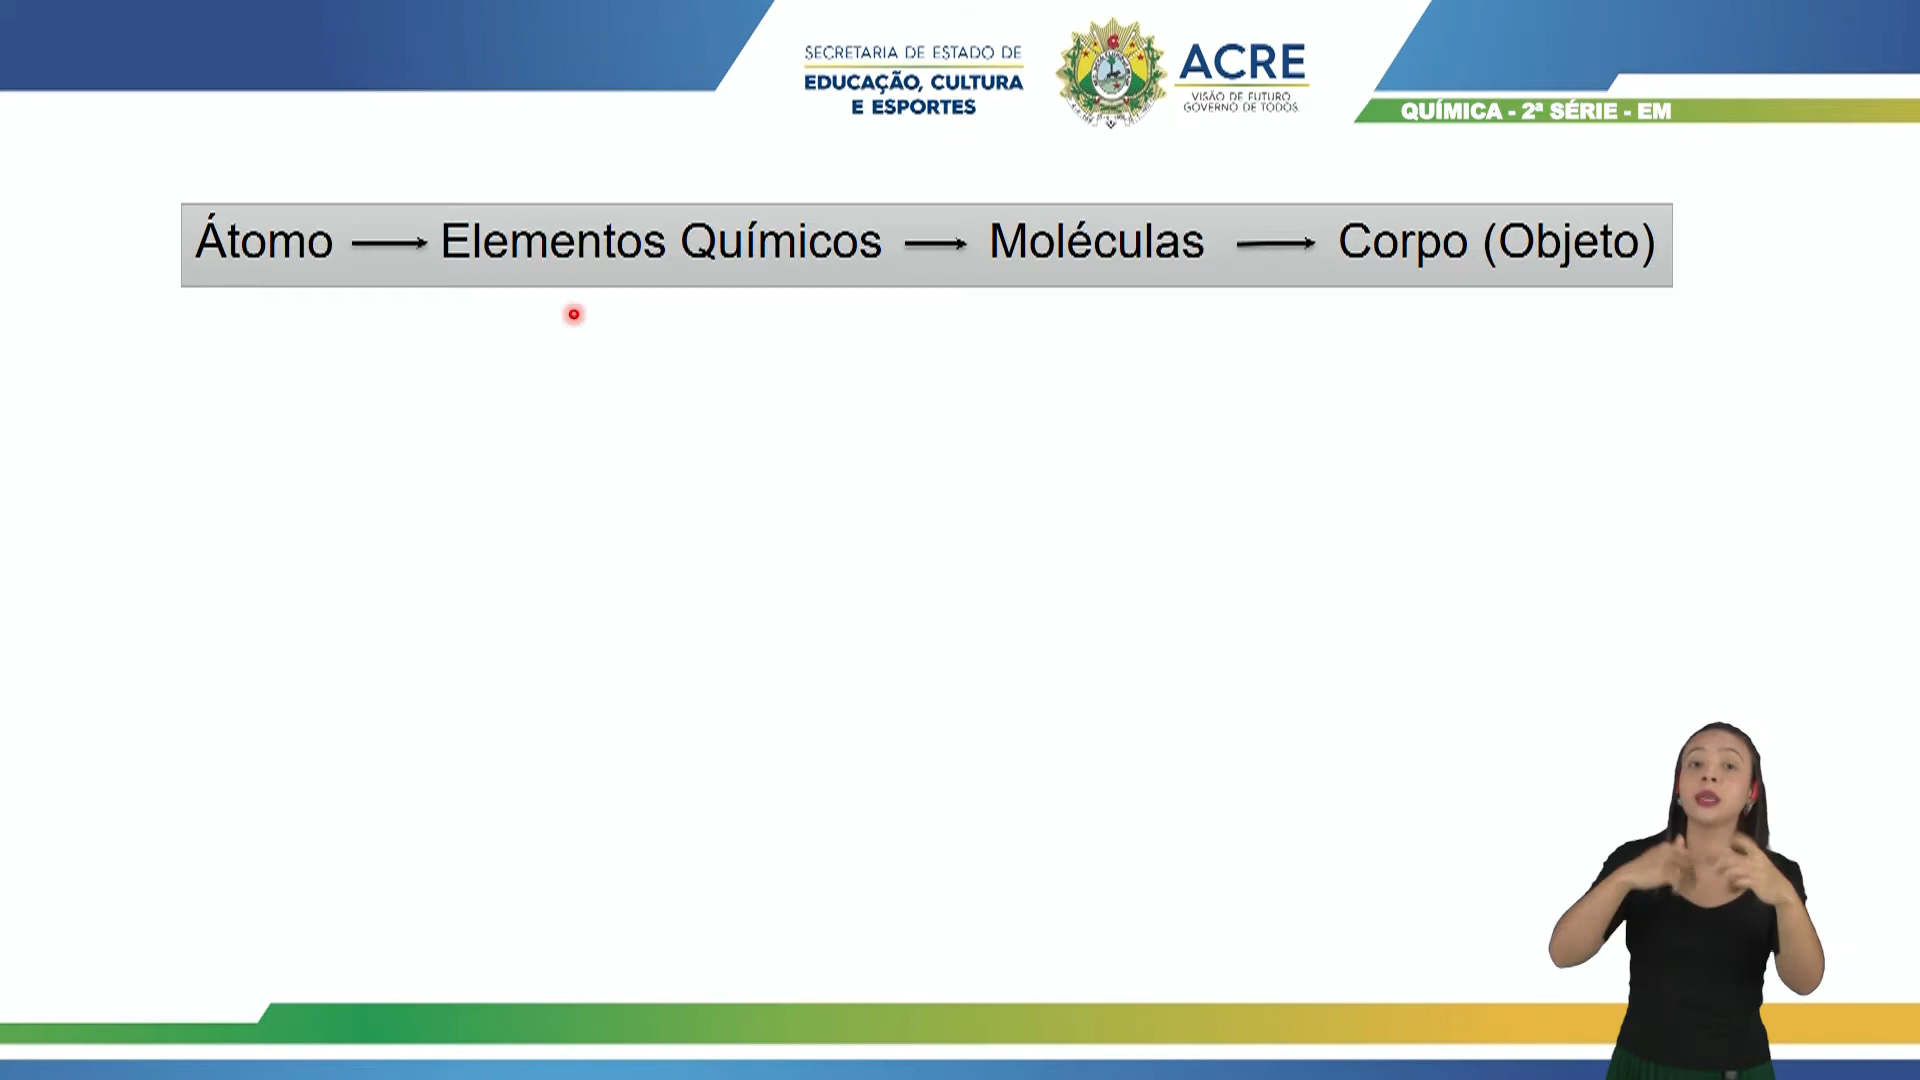 SECRETARIA DE ESTADO DE
EDUCAÇÃO, CULTURA
E ESPORTES
ACRE
VISÃO DE FUTURO
GOVERNO DE TODOS
QUÍMICA - 2ª SÉRIE - EM
Átomo → Elementos Químicos → Moléculas → Corpo (Objeto)